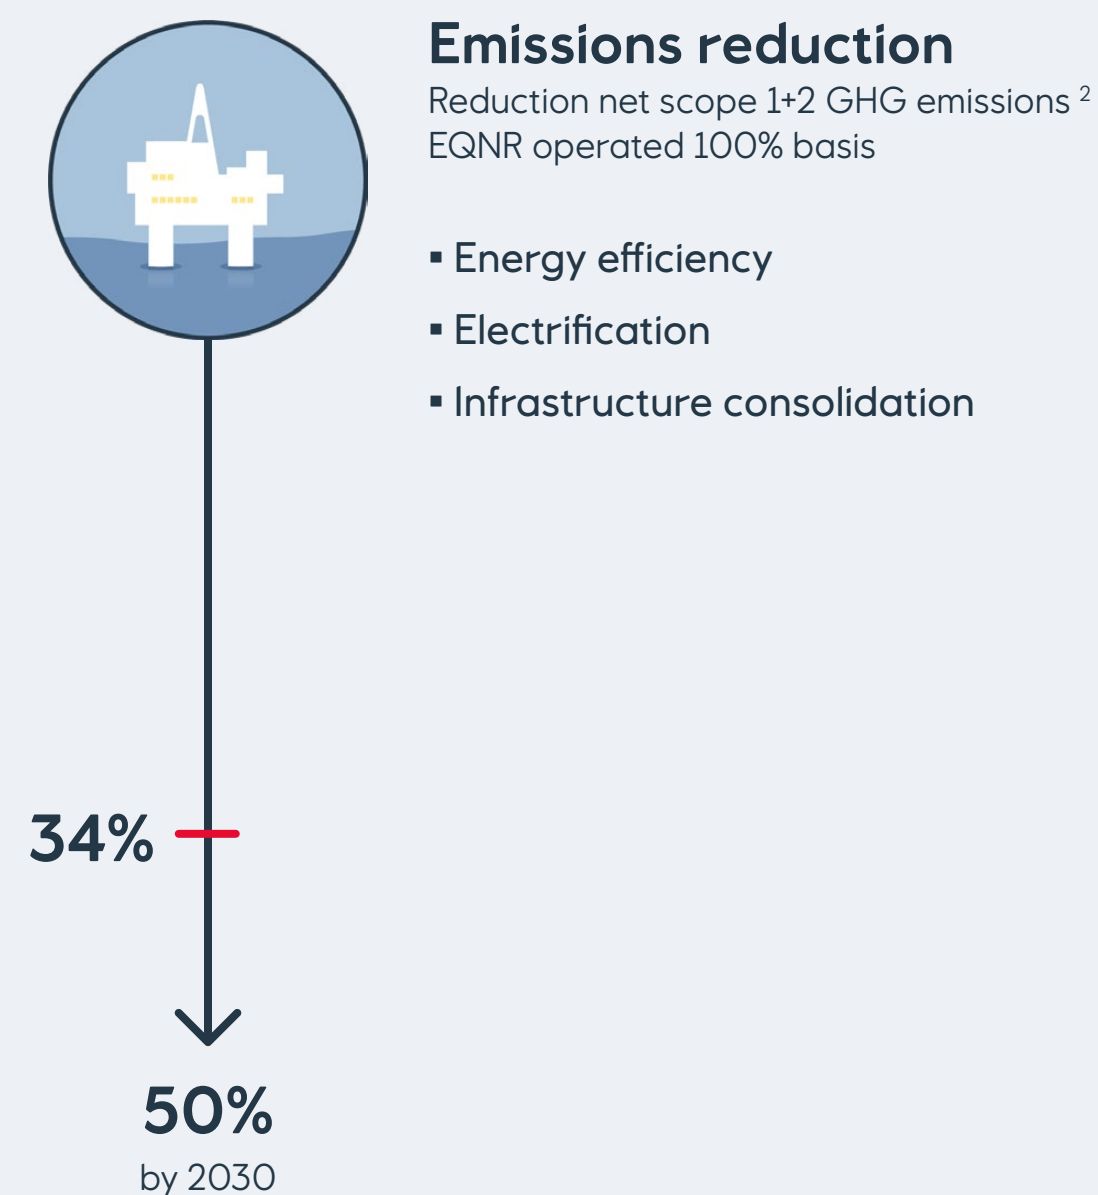 Emissions reduction
Reduction net scope 1+2 GHG emissions ²
EQNR operated 100% basis
▪ Energy efficiency
▪ Electrification
▪ Infrastructure consolidation
34%
50%
by 2030